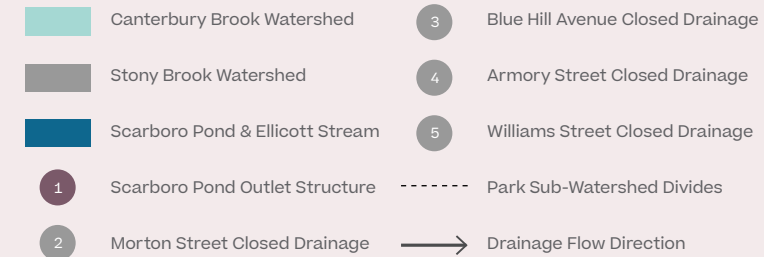 Canterbury Brook Watershed
Stony Brook Watershed
Scarboro Pond & Ellicott Stream
1 Scarboro Pond Outlet Structure
2 Morton Street Closed Drainage
3 Blue Hill Avenue Closed Drainage
4 Armory Street Closed Drainage
5 Williams Street Closed Drainage
Park Sub-Watershed Divides
Drainage Flow Direction